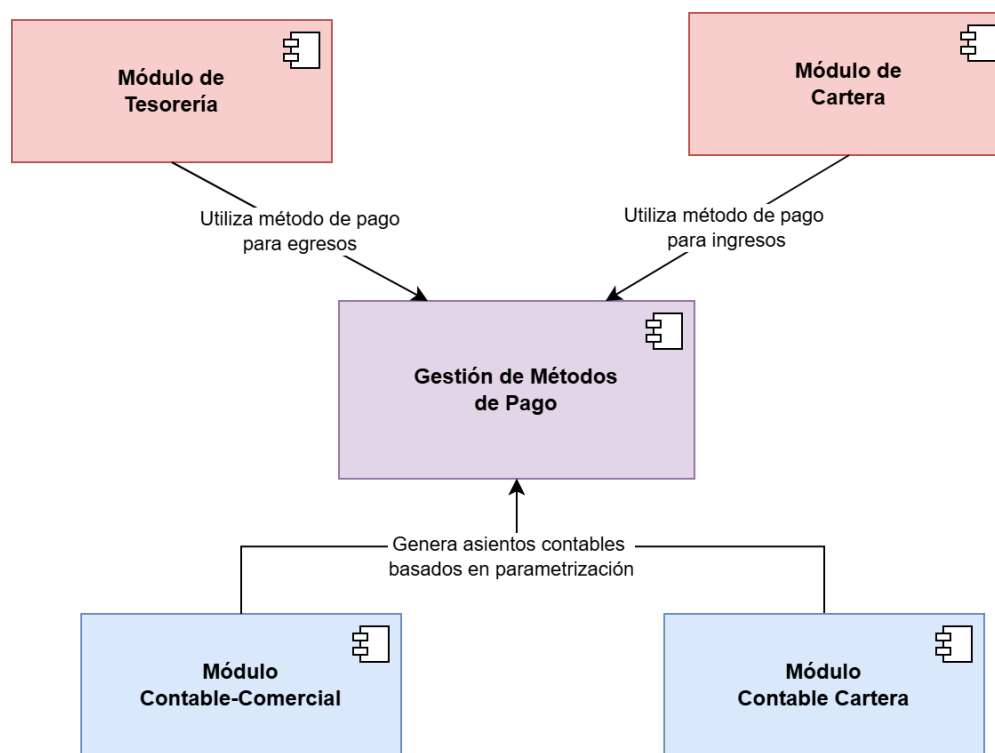 Módulo de
Tesorería
Módulo de
Cartera
Utiliza método de pago
para egresos
Utiliza método de pago
para ingresos
Gestión de Métodos
de Pago
Genera asientos contables
basados en parametrización
Módulo
Contable-Comercial
Módulo
Contable Cartera